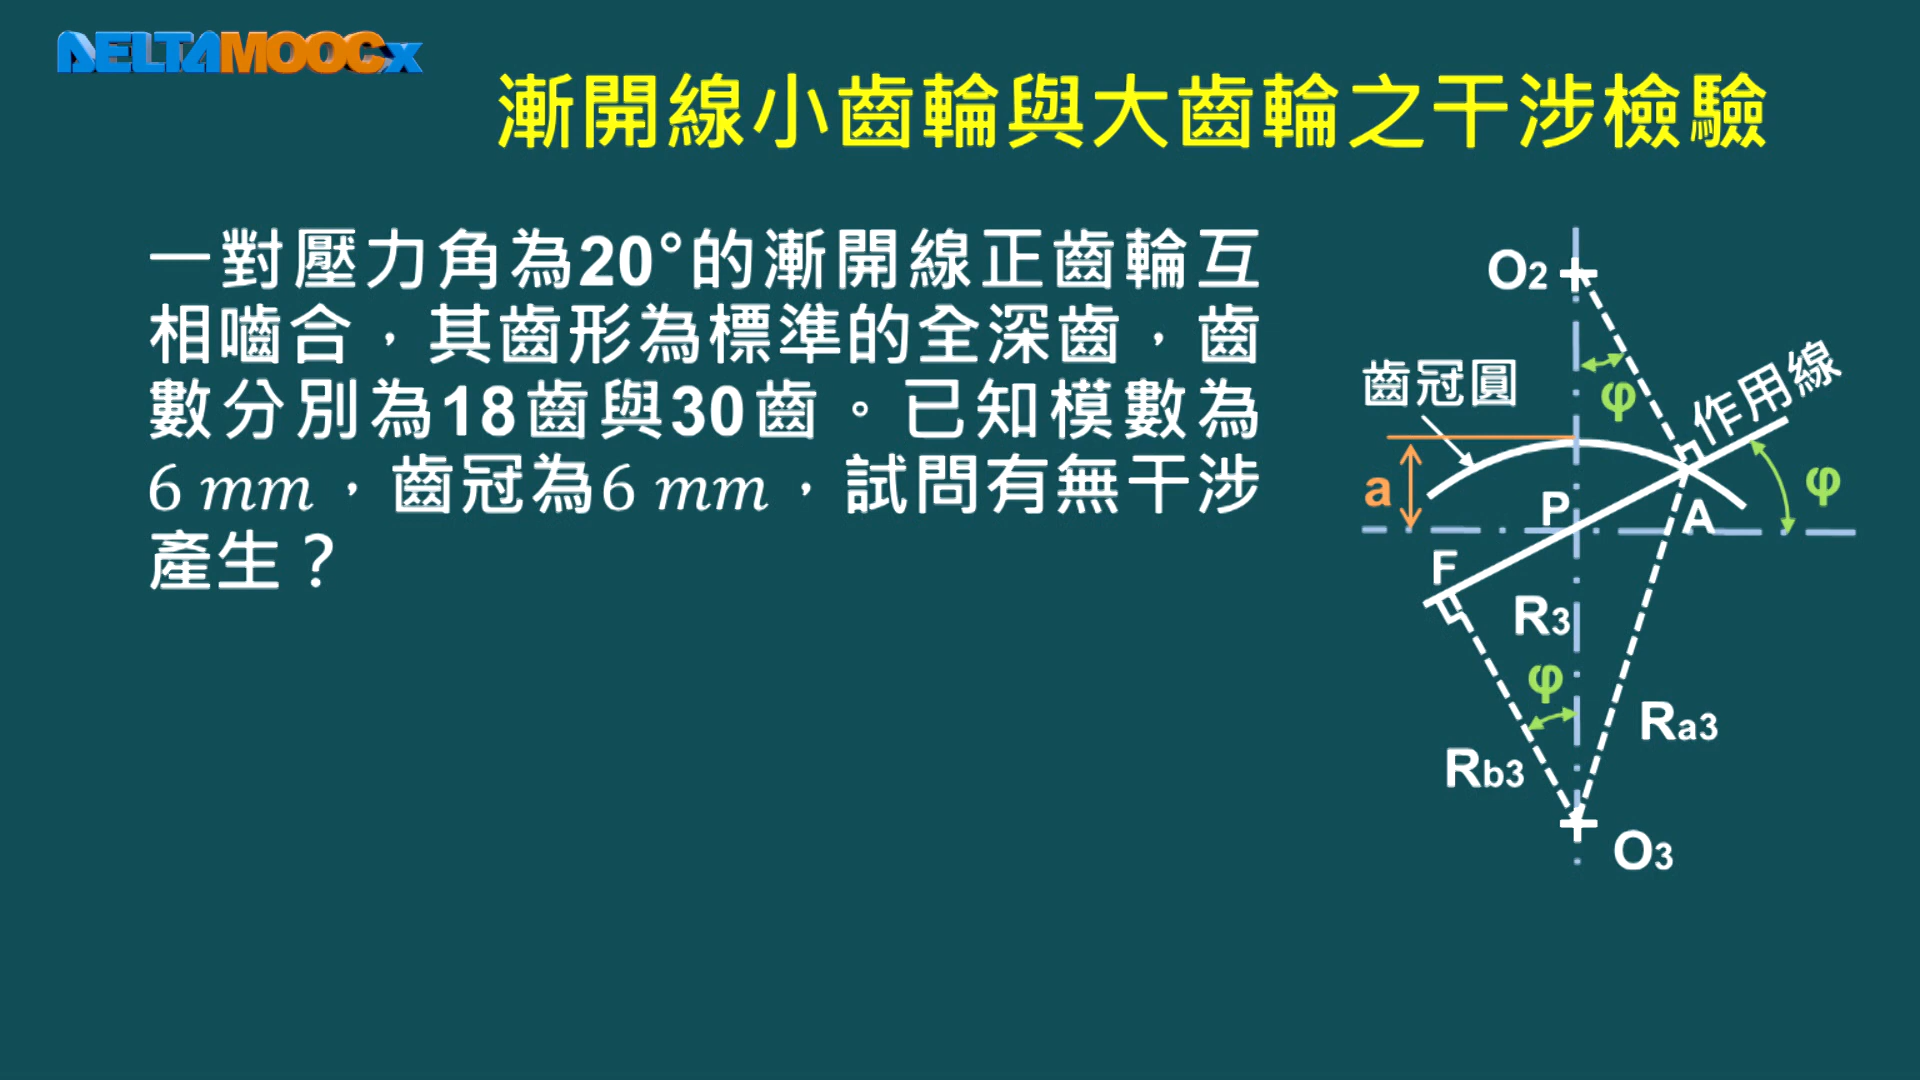 DELTAMOOCx
漸開線小齒輪與大齒輪之干涉檢驗
一對壓力角為20°的漸開線正齒輪互
相嚙合，其齒形為標準的全深齒，齒
數分別為18齒與30齒。已知模數為
6 mm，齒冠為6 mm，試問有無干涉
產生？
O2
齒冠圓
φ
作用線
a
P
A
φ
F
R3
φ
Ra3
Rb3
O3